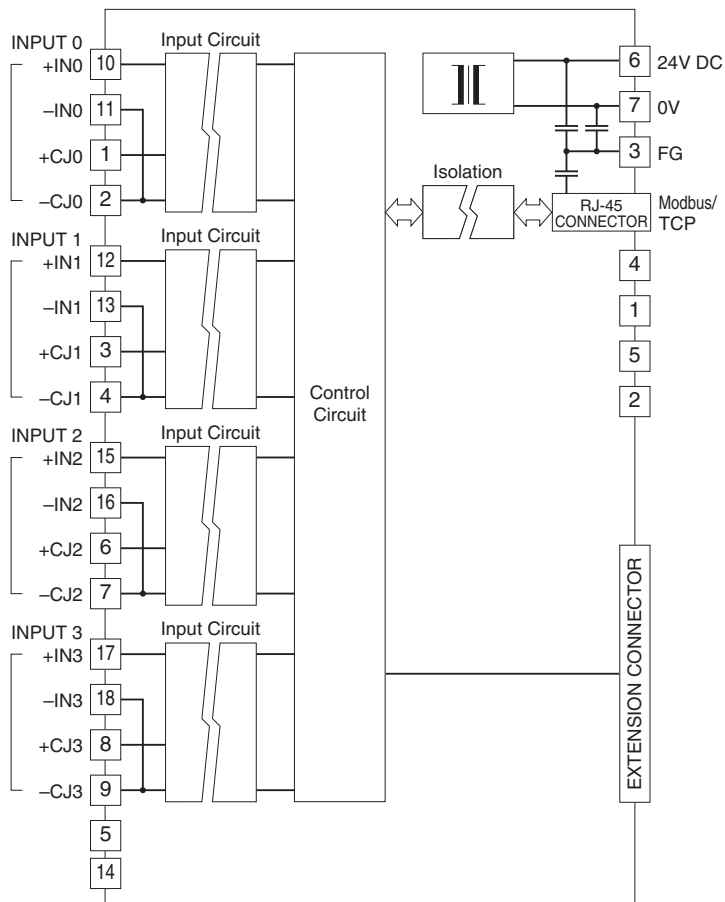 INPUT 0
+IN0 10
−IN0 11
+CJ0 1
−CJ0 2
Input Circuit
INPUT 1
+IN1 12
−IN1 13
+CJ1 3
−CJ1 4
Input Circuit
INPUT 2
+IN2 15
−IN2 16
+CJ2 6
−CJ2 7
Input Circuit
INPUT 3
+IN3 17
−IN3 18
+CJ3 8
−CJ3 9
Input Circuit
5
14
Control
Circuit
6 24V DC
7 0V
3 FG
Isolation
RJ-45
CONNECTOR
Modbus/
TCP
4
1
5
2
EXTENSION CONNECTOR